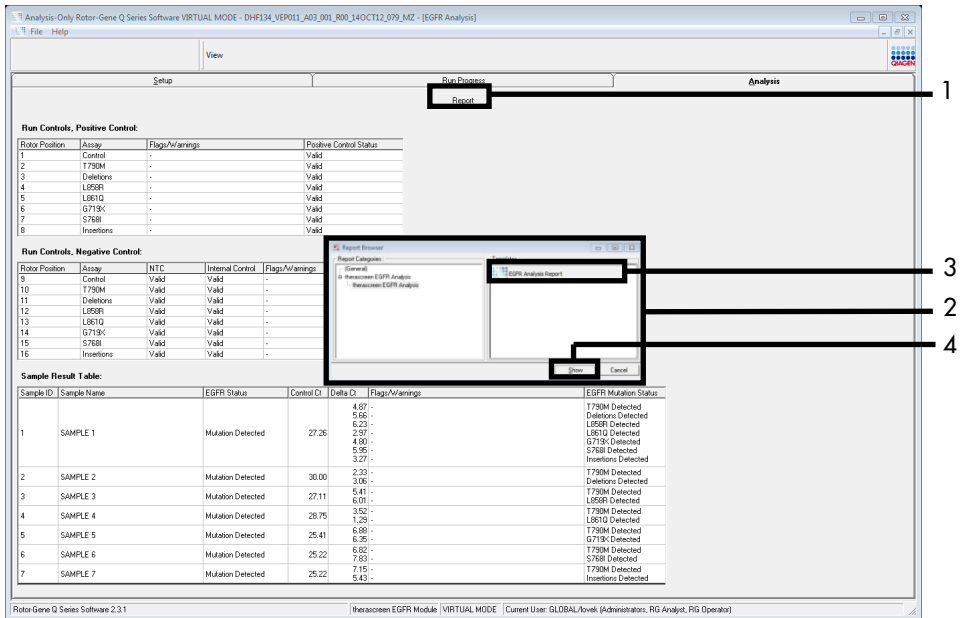 Analysis-Only Rotor-Gene Q Series Software VIRTUAL MODE - DHF134_VEP011_A03_001_R00_14OCT12_079_MZ - [EGFR Analysis]
File Help
View
QIAGEN
Setup Run Progress Analysis
Report 1
Run Controls, Positive Control:
Rotor Position Assay Flags/Warnings Positive Control Status
1 Control - Valid
2 T790M - Valid
3 Deletions - Valid
4 L858R - Valid
5 L861Q - Valid
6 G719X - Valid
7 S768I - Valid
8 Insertions - Valid
Run Controls, Negative Control:
Rotor Position Assay NTC Internal Control Flags/Warnings
9 Control Valid Valid -
10 T790M Valid Valid -
11 Deletions Valid Valid -
12 L858R Valid Valid -
13 L861Q Valid Valid -
14 G719X Valid Valid -
15 S768I Valid Valid -
16 Insertions Valid Valid -
Report Browser
Report Categories: Templates
(General)
therascreen EGFR Analysis
therascreen EGFR Analysis
EGFR Analysis Report 3
2
4
Show Cancel
Sample Result Table:
Sample ID Sample Name EGFR Status Control Ct Delta Ct Flags/Warnings EGFR Mutation Status
1 SAMPLE 1 Mutation Detected 27.26
4.87 - T790M Detected
5.66 - Deletions Detected
6.23 - L858R Detected
2.97 - L861Q Detected
4.80 - G719X Detected
5.95 - S768I Detected
3.27 - Insertions Detected
2 SAMPLE 2 Mutation Detected 30.00
2.33 - T790M Detected
3.06 - Deletions Detected
3 SAMPLE 3 Mutation Detected 27.11
5.41 - T790M Detected
6.01 - L858R Detected
4 SAMPLE 4 Mutation Detected 28.75
3.52 - T790M Detected
1.29 - L861Q Detected
5 SAMPLE 5 Mutation Detected 25.41
6.88 - T790M Detected
6.35 - G719X Detected
6 SAMPLE 6 Mutation Detected 25.22
6.82 - T790M Detected
7.83 - S768I Detected
7 SAMPLE 7 Mutation Detected 25.22
7.15 - T790M Detected
5.43 - Insertions Detected
Rotor-Gene Q Series Software 2.3.1 therascreen EGFR Module VIRTUAL MODE Current User: GLOBAL/lovek (Administrators, RG Analyst, RG Operator)